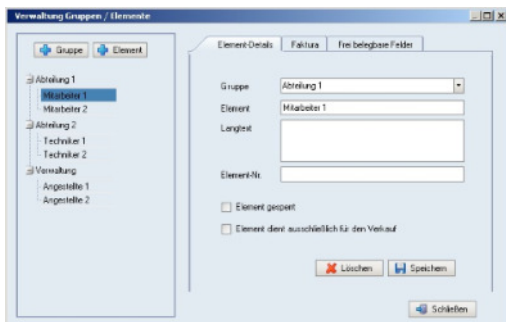 Verwaltung Gruppen / Elemente
Gruppe Element
Abteilung 1
Mitarbeiter 1
Mitarbeiter 2
Abteilung 2
Techniker 1
Techniker 2
Verwaltung
Angestellte 1
Angestellte 2
Element-Details Faktura Frei belegbare Felder
Gruppe Abteilung 1
Element Mitarbeiter 1
Langtext
Element-Nr.
Element gesperrt
Element dient ausschließlich für den Verkauf
Löschen Speichern
Schließen